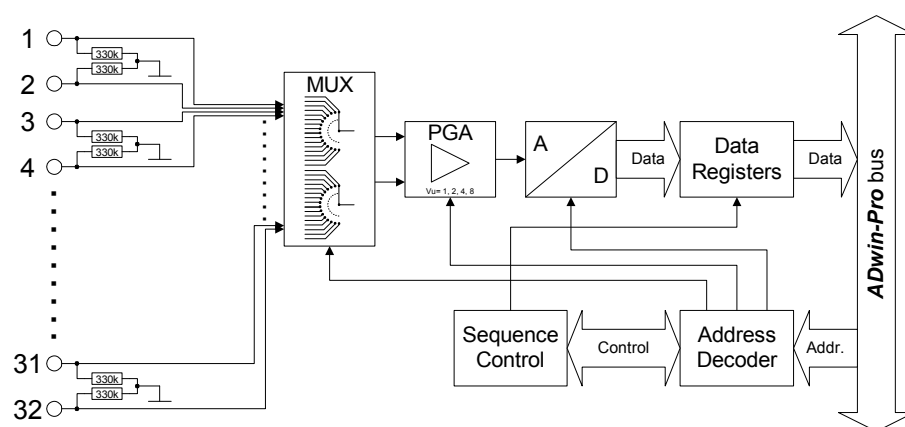 1
330k
330k
2
3
330k
330k
4
31
330k
330k
32
MUX
PGA
Vu= 1, 2, 4, 8
A
D
Data
Data
Registers
Data
ADwin-Pro bus
Sequence
Control
Control
Address
Decoder
Addr.